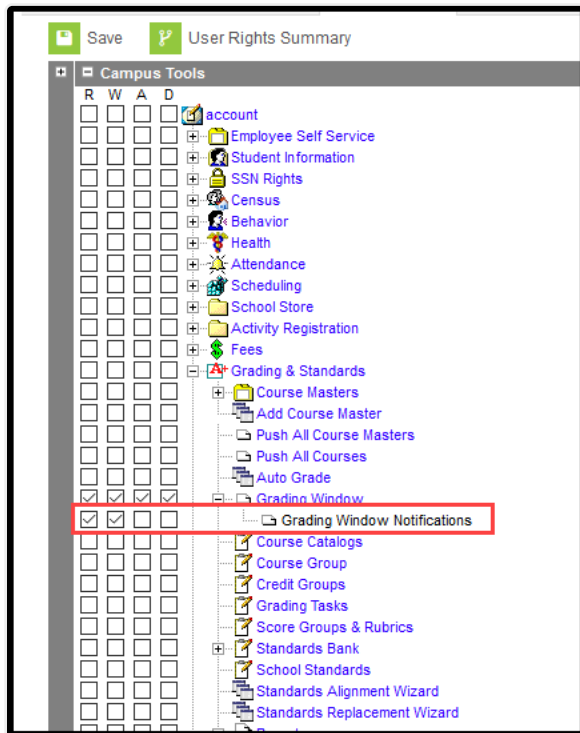 Save User Rights Summary
Campus Tools
R W A D
account
Employee Self Service
Student Information
SSN Rights
Census
Behavior
Health
Attendance
Scheduling
School Store
Activity Registration
Fees
Grading & Standards
Course Masters
Add Course Master
Push All Course Masters
Push All Courses
Auto Grade
Grading Window
Grading Window Notifications
Course Catalogs
Course Group
Credit Groups
Grading Tasks
Score Groups & Rubrics
Standards Bank
School Standards
Standards Alignment Wizard
Standards Replacement Wizard